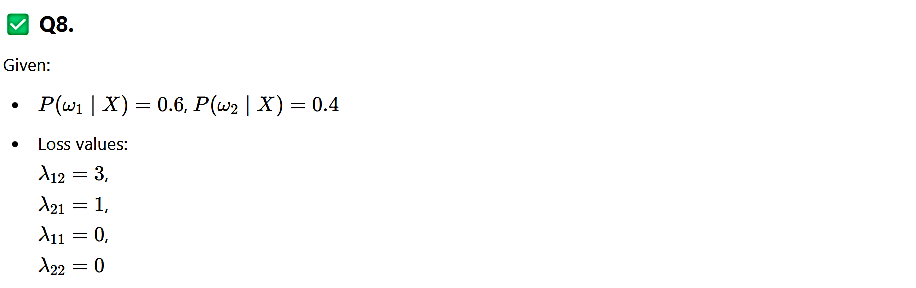 ✅ Q8.
Given:
• P(ω₁ | X) = 0.6, P(ω₂ | X) = 0.4
• Loss values:
λ₁₂ = 3,
λ₂₁ = 1,
λ₁₁ = 0,
λ₂₂ = 0